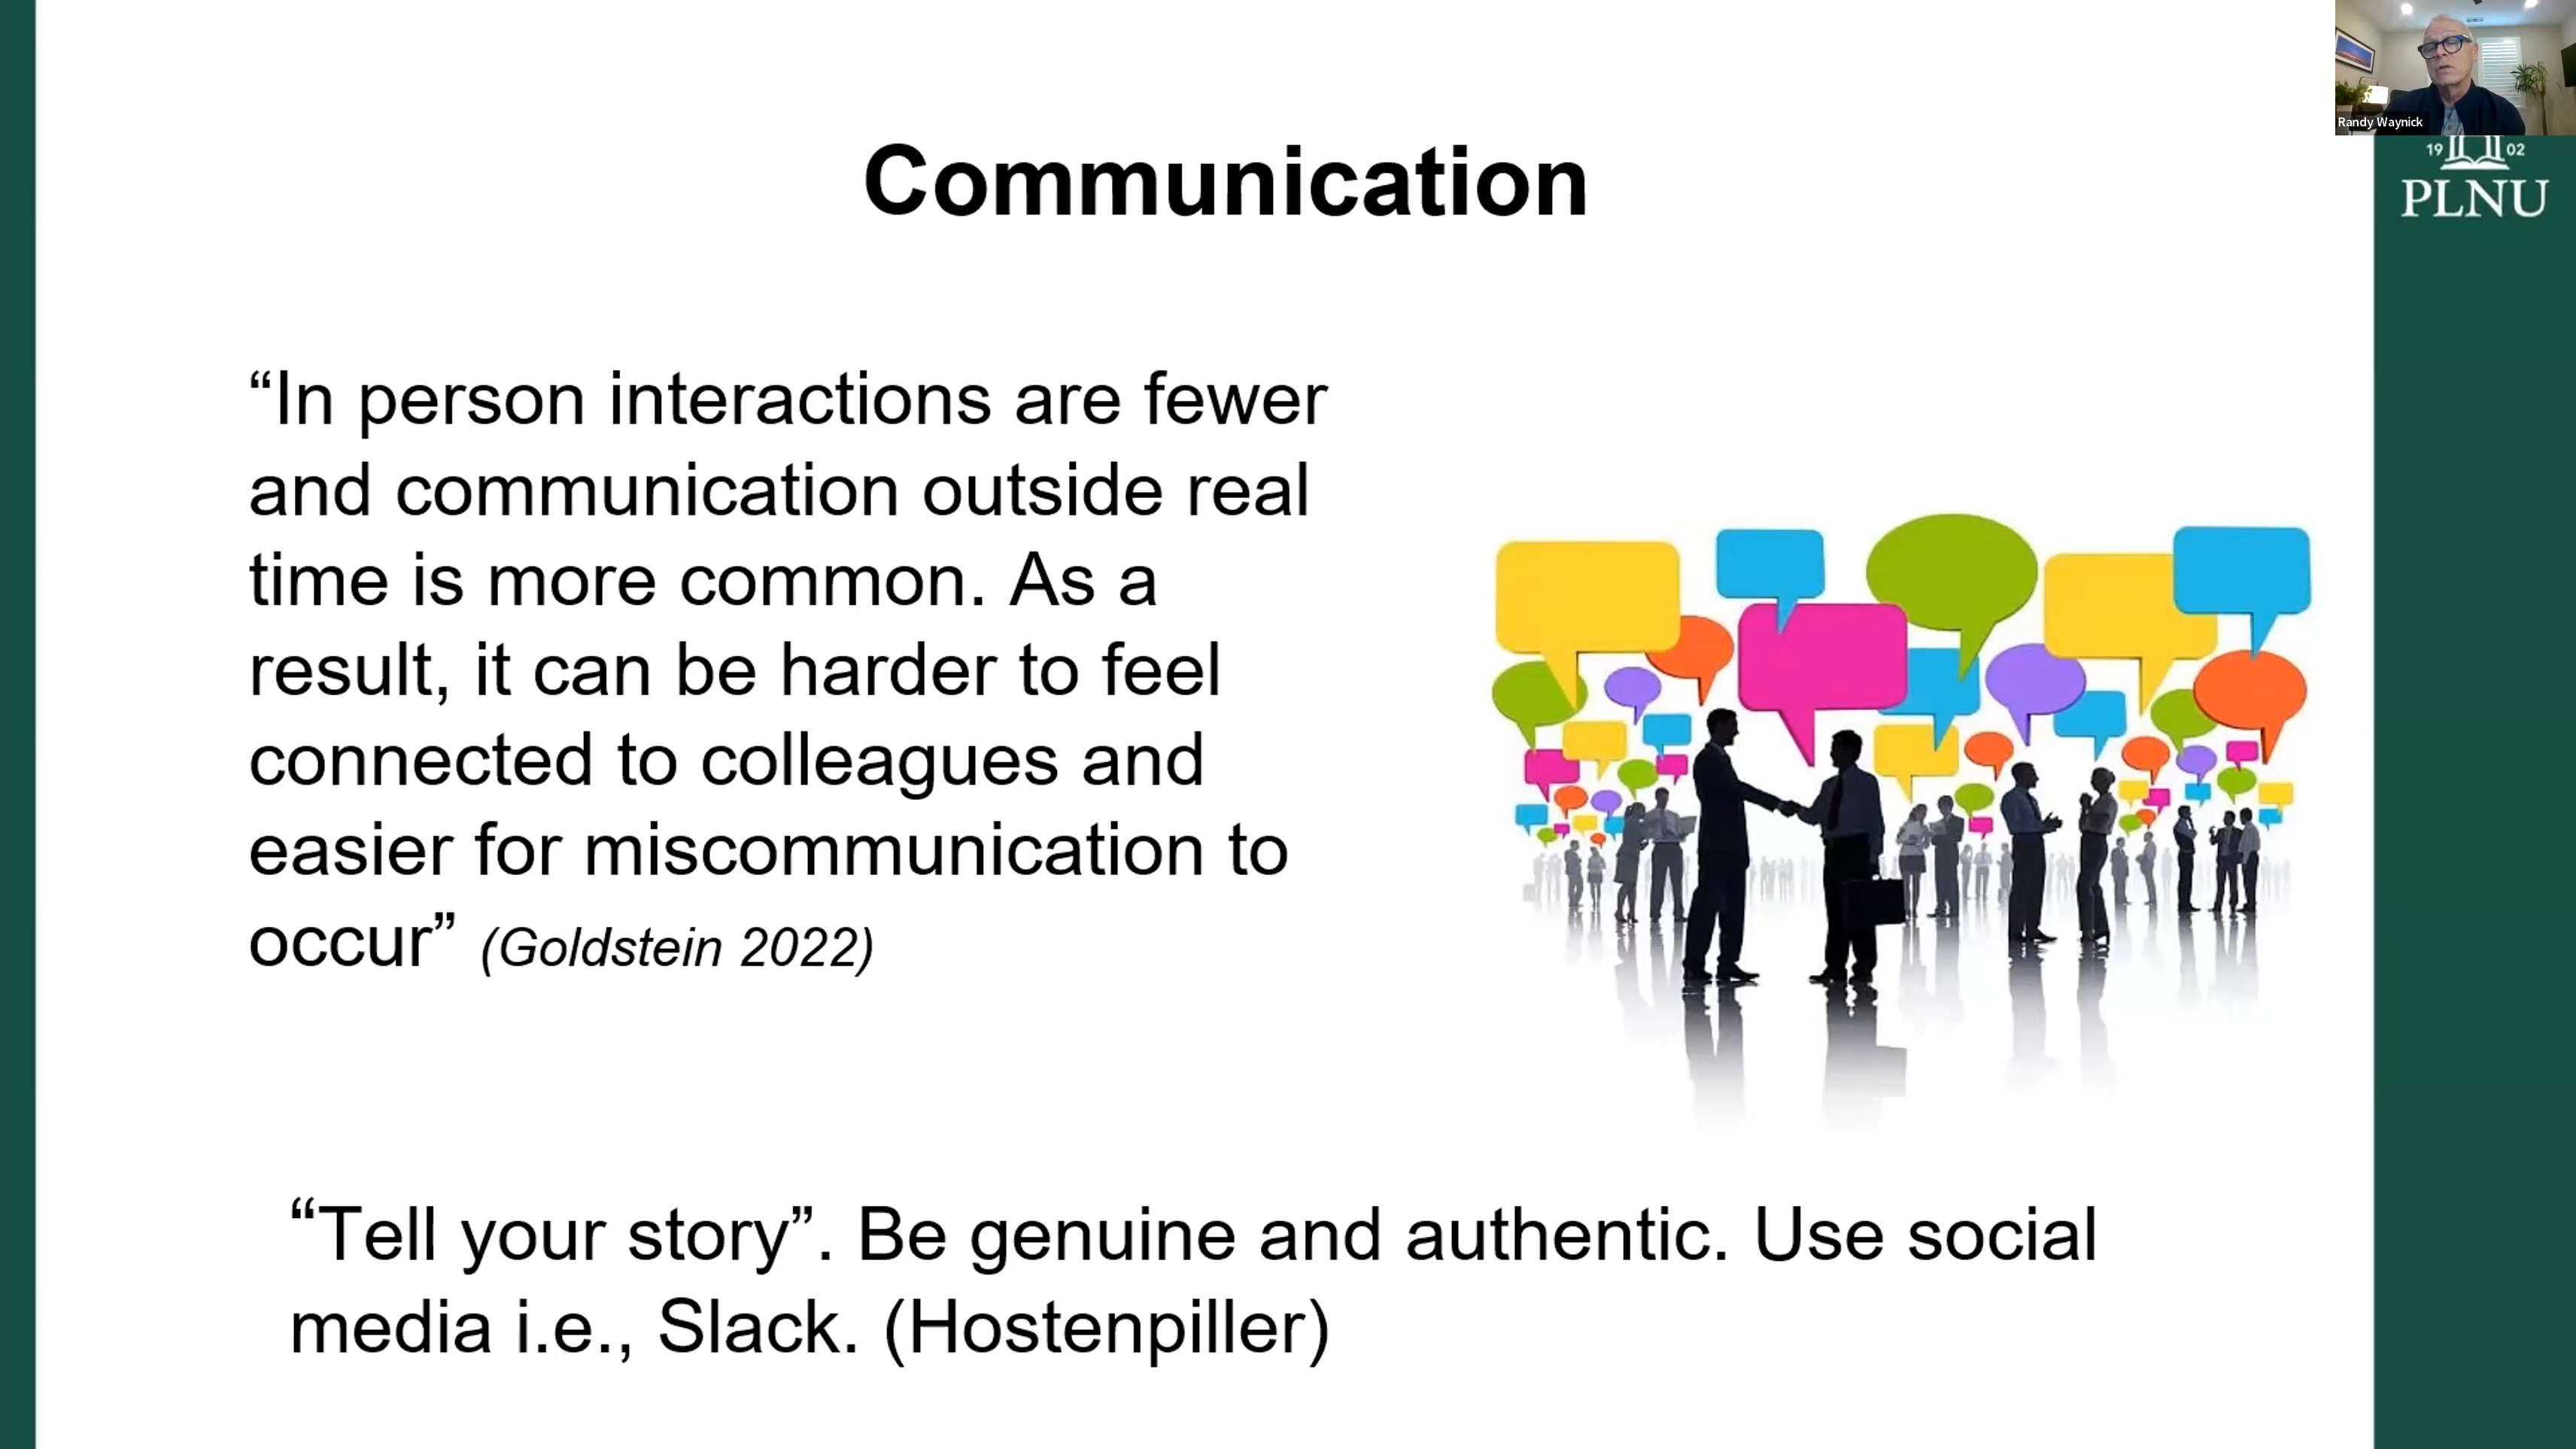 Randy Waynick
19 02
PLNU
Communication
“In person interactions are fewer
and communication outside real
time is more common. As a
result, it can be harder to feel
connected to colleagues and
easier for miscommunication to
occur” (Goldstein 2022)
“Tell your story”. Be genuine and authentic. Use social
media i.e., Slack. (Hostenpiller)